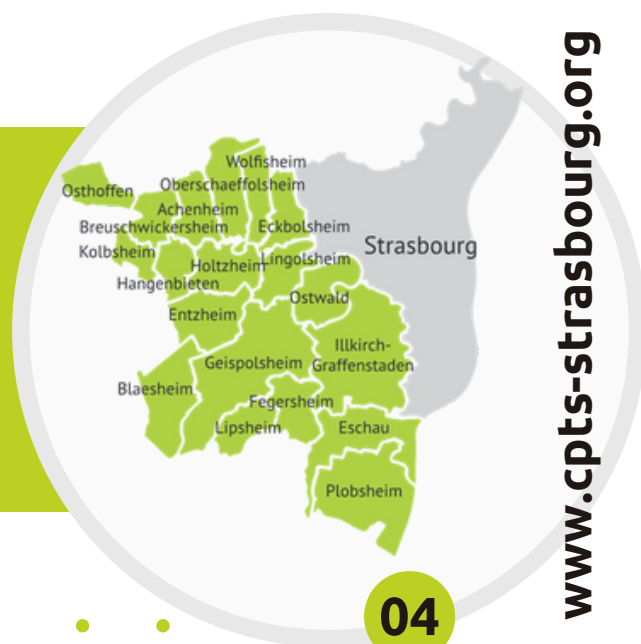 Wolfisheim
Osthoffen
Oberschaeffolsheim
Achenheim
Breuschwickersheim
Eckbolsheim
Kolbsheim
Holtzheim
Lingolsheim
Strasbourg
Hangenbieten
Ostwald
Entzheim
Illkirch-
Graffenstaden
Geispolsheim
Blaesheim
Fegersheim
Lipsheim
Eschau
Plobsheim
04
www.cpts-strasbourg.org